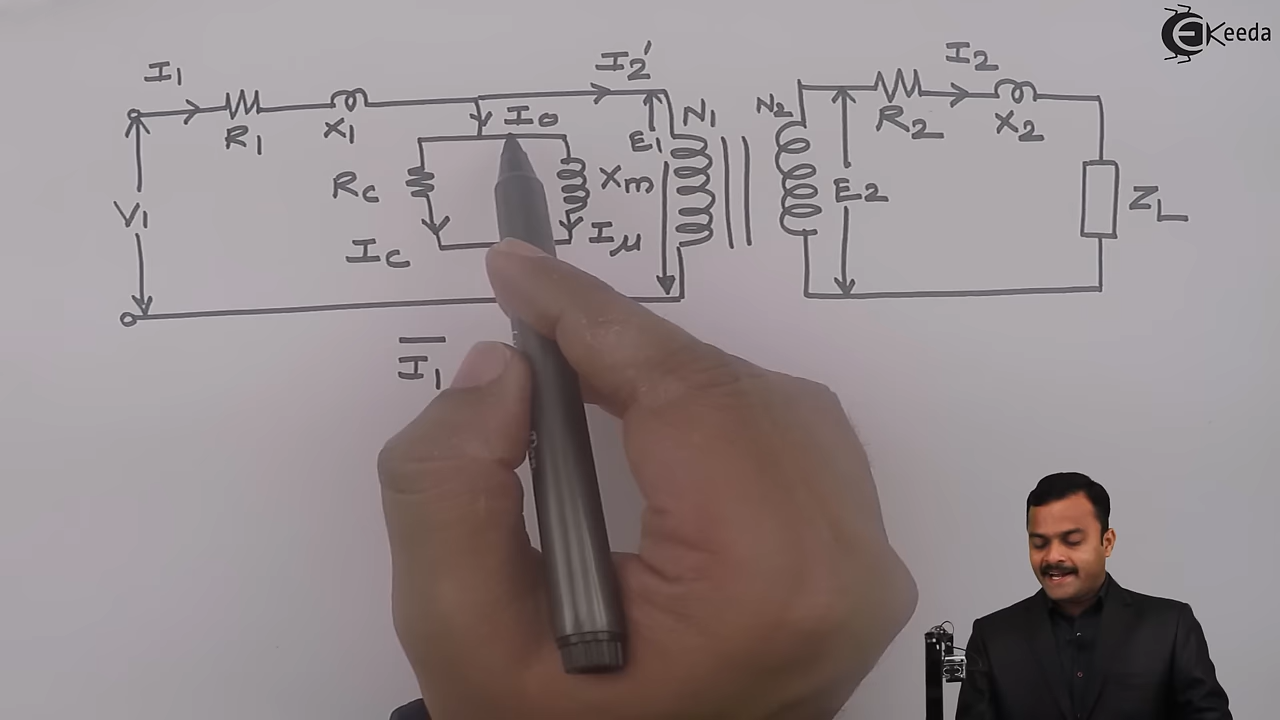 EKeeda
I1
R1
X1
I2'
I0
Rc
Ic
Xm
Iμ
V1
E1
N1
N2
E2
I2
R2
X2
ZL
I1